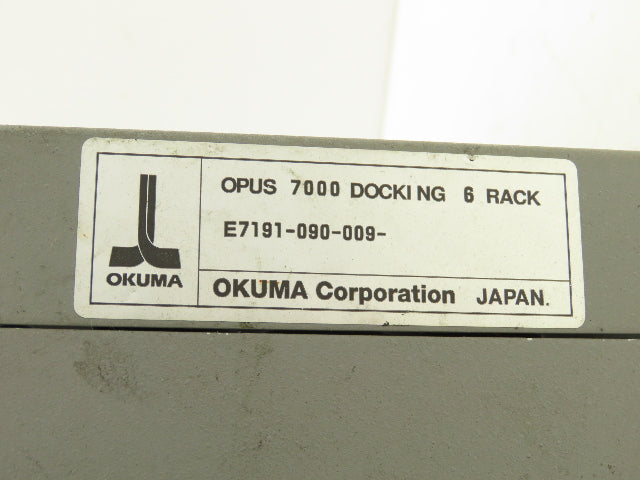 OPUS 7000 DOCKING 6 RACK
E7191-090-009-
OKUMA
OKUMA Corporation JAPAN.